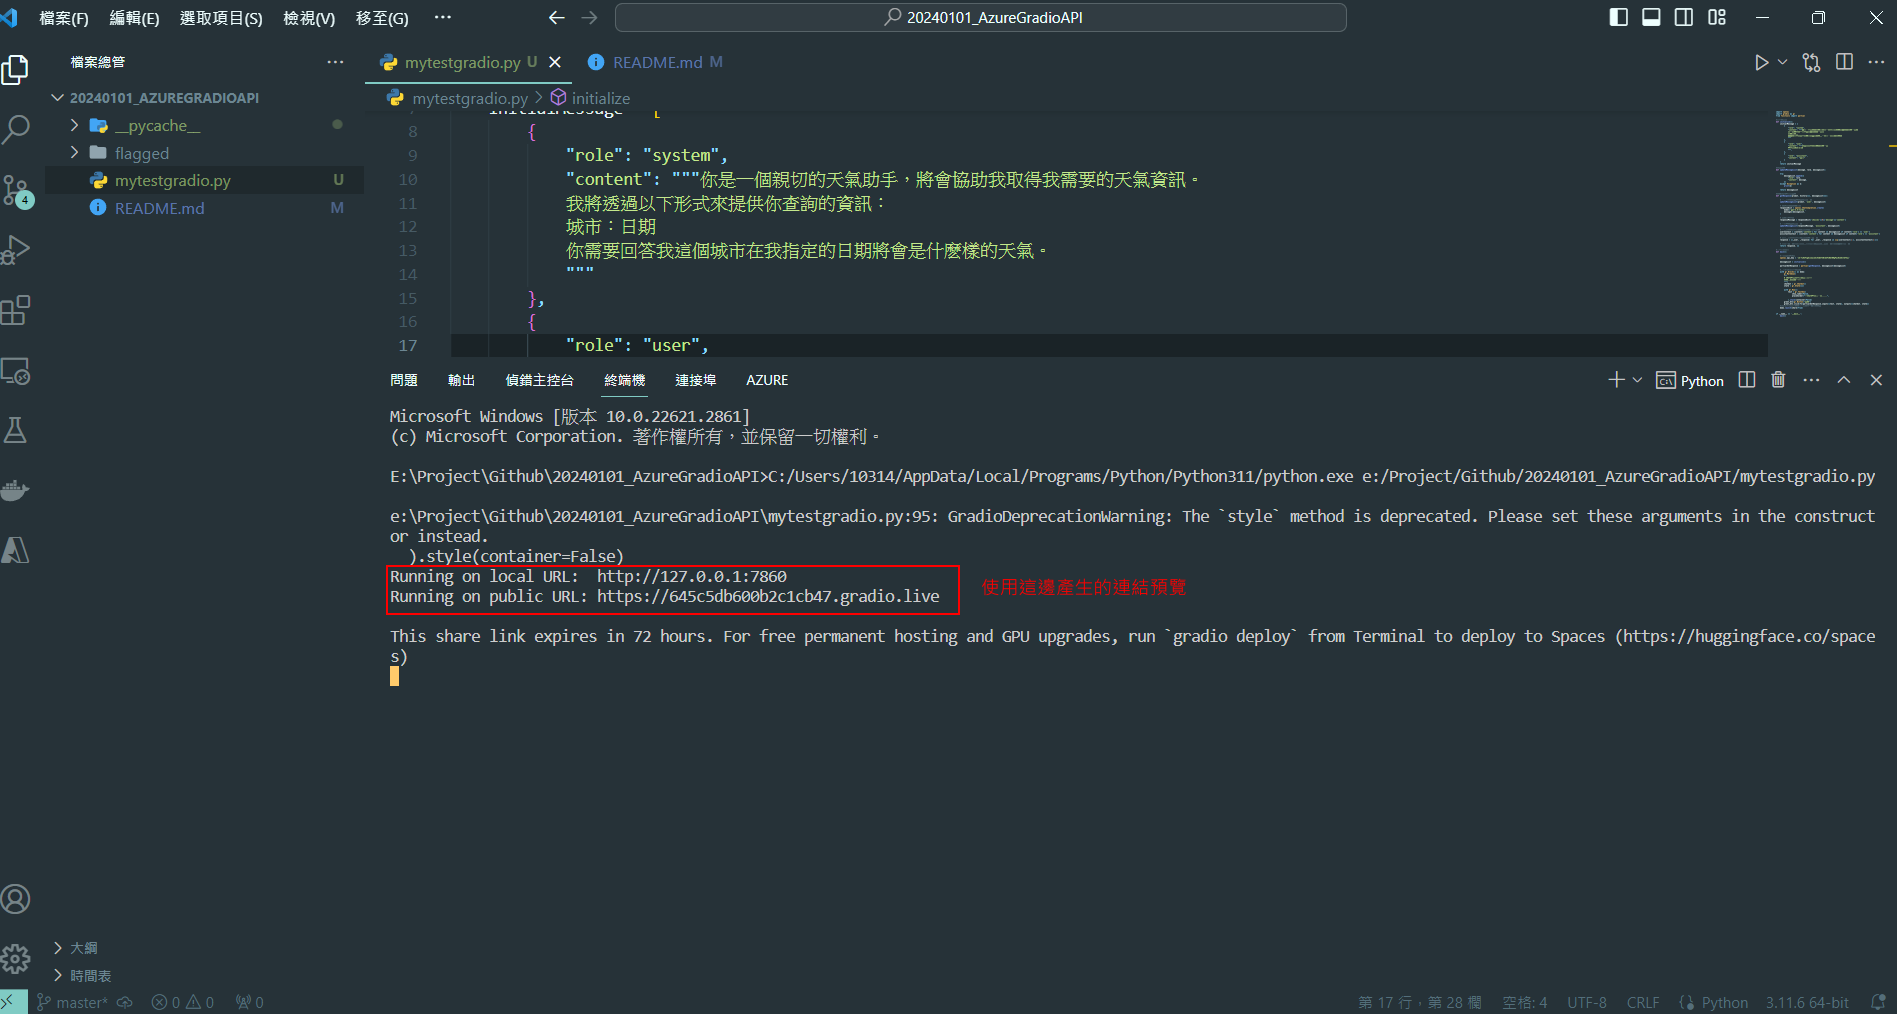 檔案(F) 編輯(E) 選取項目(S) 檢視(V) 移至(G) ··· 20240101_AzureGradioAPI
檔案總管 ···
20240101_AZUREGRADIOAPI
__pycache__
flagged
mytestgradio.py U
README.md M
mytestgradio.py U README.md M
mytestgradio.py > initialize
8 {
9 "role": "system",
10 "content": """你是一個親切的天氣助手，將會協助我取得我需要的天氣資訊。
11 我將透過以下形式來提供你查詢的資訊：
12 城市：日期
13 你需要回答我這個城市在我指定的日期將會是什麼樣的天氣。
14 """
15 },
16 {
17 "role": "user",
問題 輸出 偵錯主控台 終端機 連接埠 AZURE Python
Microsoft Windows [版本 10.0.22621.2861]
(c) Microsoft Corporation. 著作權所有，並保留一切權利。
E:\Project\Github\20240101_AzureGradioAPI>C:/Users/10314/AppData/Local/Programs/Python/Python311/python.exe e:/Project/Github/20240101_AzureGradioAPI/mytestgradio.py
e:\Project\Github\20240101_AzureGradioAPI\mytestgradio.py:95: GradioDeprecationWarning: The `style` method is deprecated. Please set these arguments in the construct
or instead.
).style(container=False)
Running on local URL:  http://127.0.0.1:7860
Running on public URL: https://645c5db600b2c1cb47.gradio.live
使用這邊產生的連結預覽
This share link expires in 72 hours. For free permanent hosting and GPU upgrades, run `gradio deploy` from Terminal to deploy to Spaces (https://huggingface.co/space
s)
4
大綱
時間表
master* 0 0 0 第 17 行，第 28 欄 空格: 4 UTF-8 CRLF Python 3.11.6 64-bit